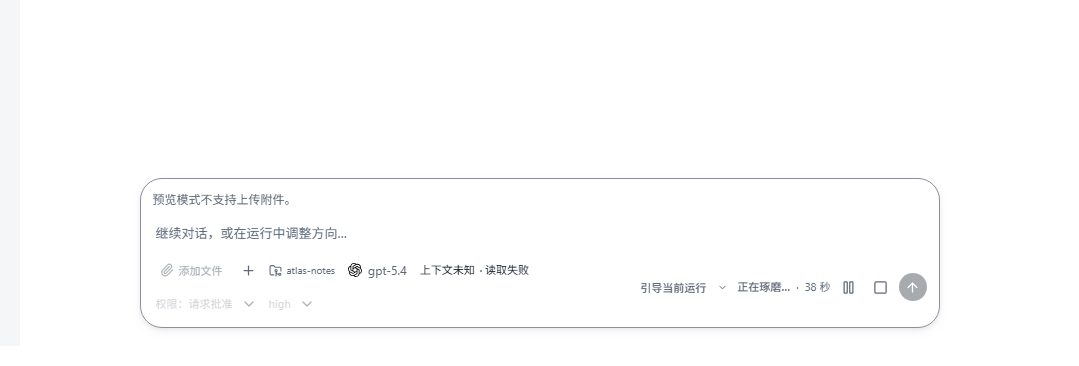 预览模式不支持上传附件。
继续对话，或在运行中调整方向...
添加文件 + atlas-notes gpt-5.4 上下文未知 · 读取失败
引导当前运行 正在琢磨... · 38 秒
权限：请求批准 high